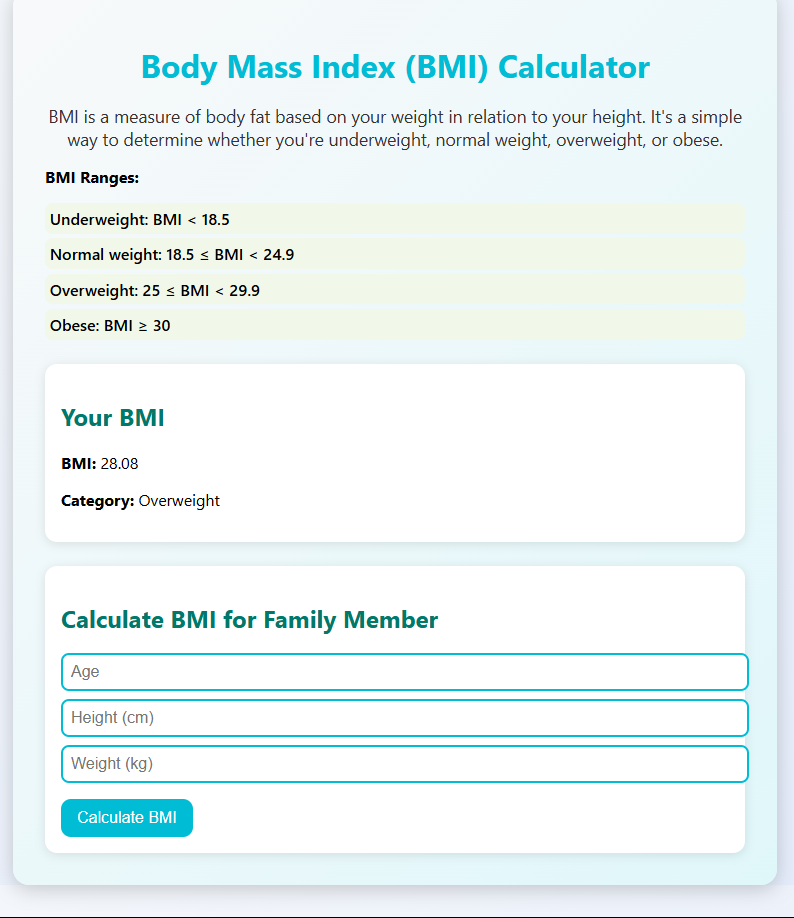 Body Mass Index (BMI) Calculator
BMI is a measure of body fat based on your weight in relation to your height. It's a simple
way to determine whether you're underweight, normal weight, overweight, or obese.
BMI Ranges:
Underweight: BMI < 18.5
Normal weight: 18.5 ≤ BMI < 24.9
Overweight: 25 ≤ BMI < 29.9
Obese: BMI ≥ 30
Your BMI
BMI: 28.08
Category: Overweight
Calculate BMI for Family Member
Age
Height (cm)
Weight (kg)
Calculate BMI